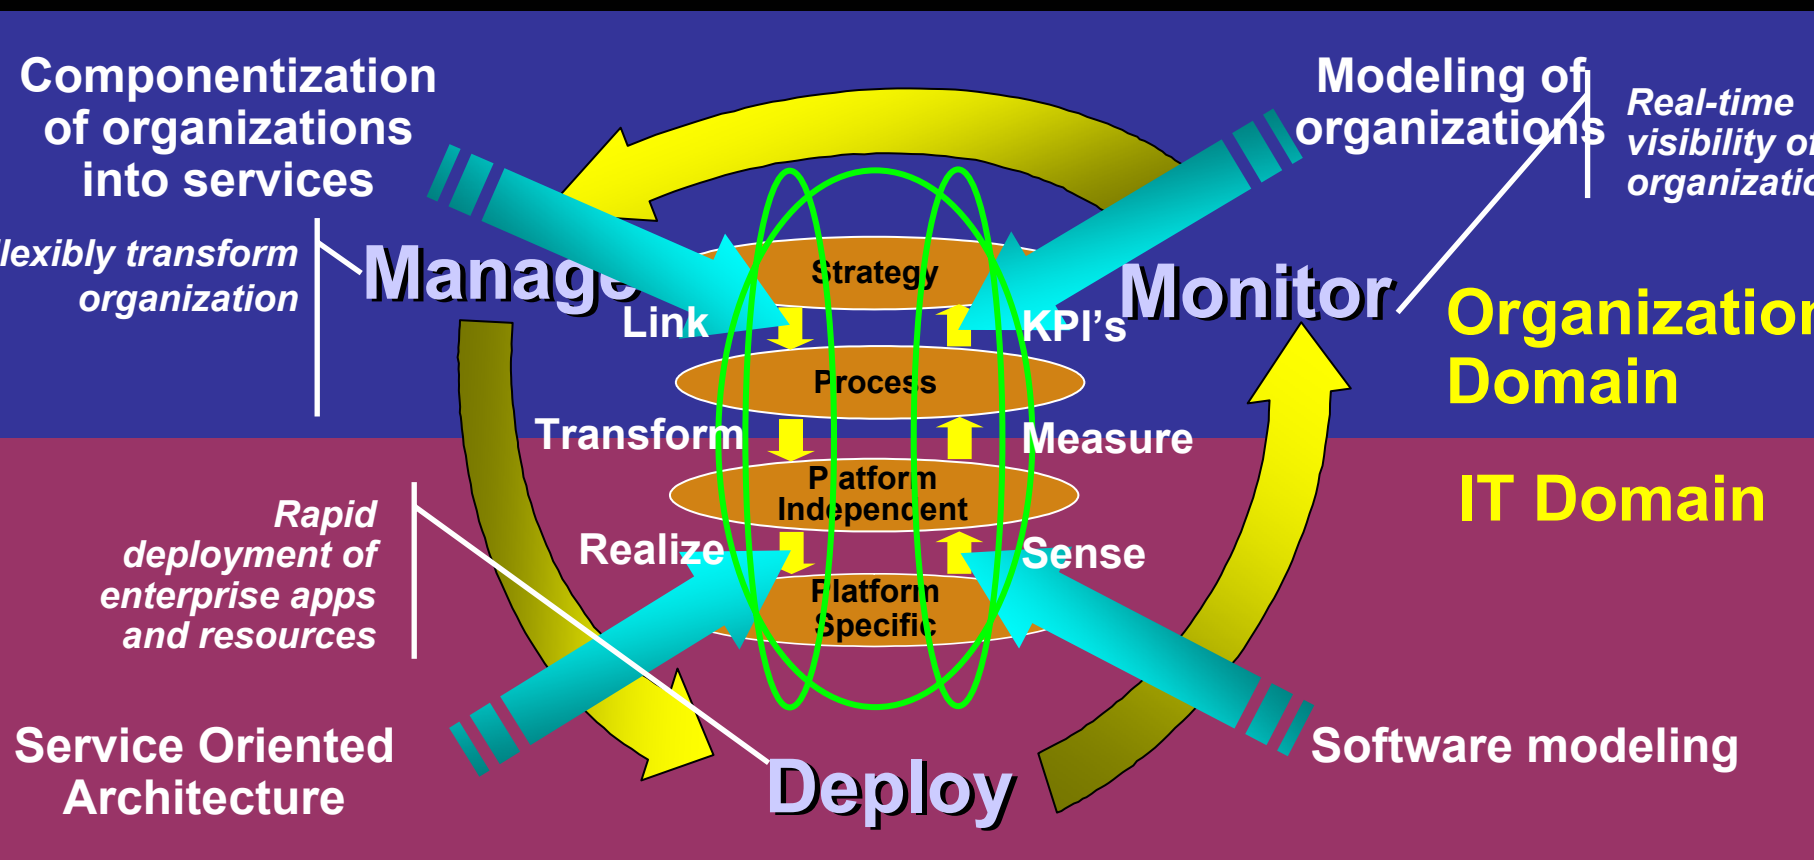 Componentization
of organizations
into services
Modeling of
organizations
Real-time
visibility of
lexibly transform
organization
Manage
Monitor
Strategy
Link
KPI's
Organization
Domain
Process
Transform
Measure
Platform
Independent
IT Domain
Rapid
deployment of
enterprise apps
and resources
Realize
Sense
Platform
Specific
Service Oriented
Architecture
Software modeling
Deploy